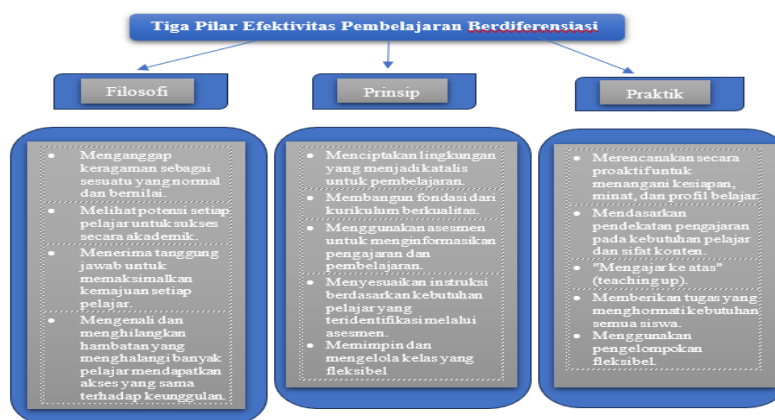 Tiga Pilar Efektivitas Pembelajaran Berdiferensiasi
Filosofi
Menganggap
keragaman sebagai
sesuatu yang normal
dan bernilai.
Melihat potensi setiap
pelajar untuk sukses
secara akademik.
Menerima tanggung
jawab untuk
memaksimalkan
kemajuan setiap
pelajar.
Mengenali dan
menghilangkan
hambatan yang
menghalangi banyak
pelajar mendapatkan
akses yang sama
terhadap keunggulan.
Prinsip
Menciptakan lingkungan
yang menjadi katalis
untuk pembelajaran.
Membangun fondasi dari
kurikulum berkualitas.
Menggunakan asesmen
untuk menginformasikan
pengajaran dan
pembelajaran.
Menyesuaikan instruksi
berdasarkan kebutuhan
pelajar yang
teridentifikasi melalui
asesmen.
Memimpin dan
mengelola kelas yang
fleksibel
Praktik
Merencanakan secara
proaktif untuk
menangani kesiapan,
minat, dan profil belajar.
Mendasarkan
pendekatan pengajaran
pada kebutuhan pelajar
dan sifat konten.
"Mengajar ke atas"
(teaching up).
Memberikan tugas yang
menghormati kebutuhan
semua siswa.
Menggunakan
pengelompokan
fleksibel.